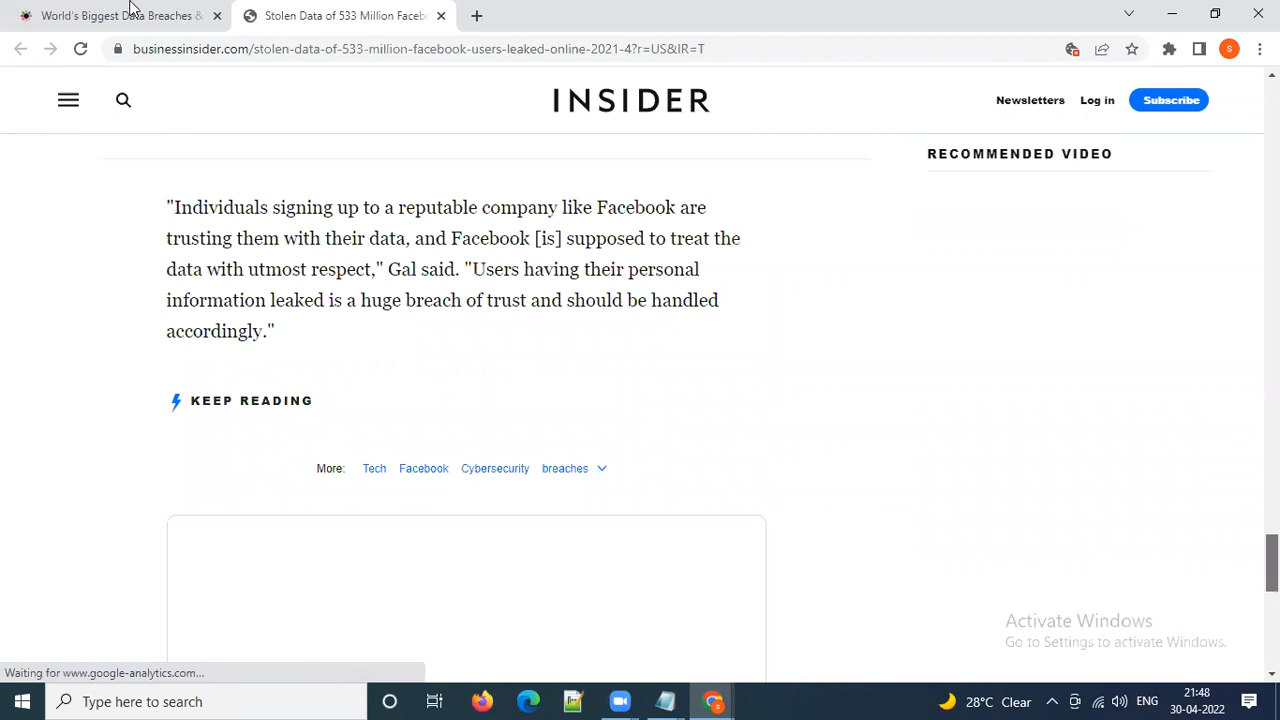 World's Biggest Data Breaches &
Stolen Data of 533 Million Faceb
businessinsider.com/stolen-data-of-533-million-facebook-users-leaked-online-2021-4?r=US&IR=T
INSIDER
Newsletters
Log in
Subscribe
RECOMMENDED VIDEO
"Individuals signing up to a reputable company like Facebook are
trusting them with their data, and Facebook [is] supposed to treat the
data with utmost respect," Gal said. "Users having their personal
information leaked is a huge breach of trust and should be handled
accordingly."
KEEP READING
More: Tech Facebook Cybersecurity breaches
Activate Windows
Go to Settings to activate Windows.
Waiting for www.google-analytics.com...
Type here to search
28°C Clear
ENG
21:48
30-04-2022